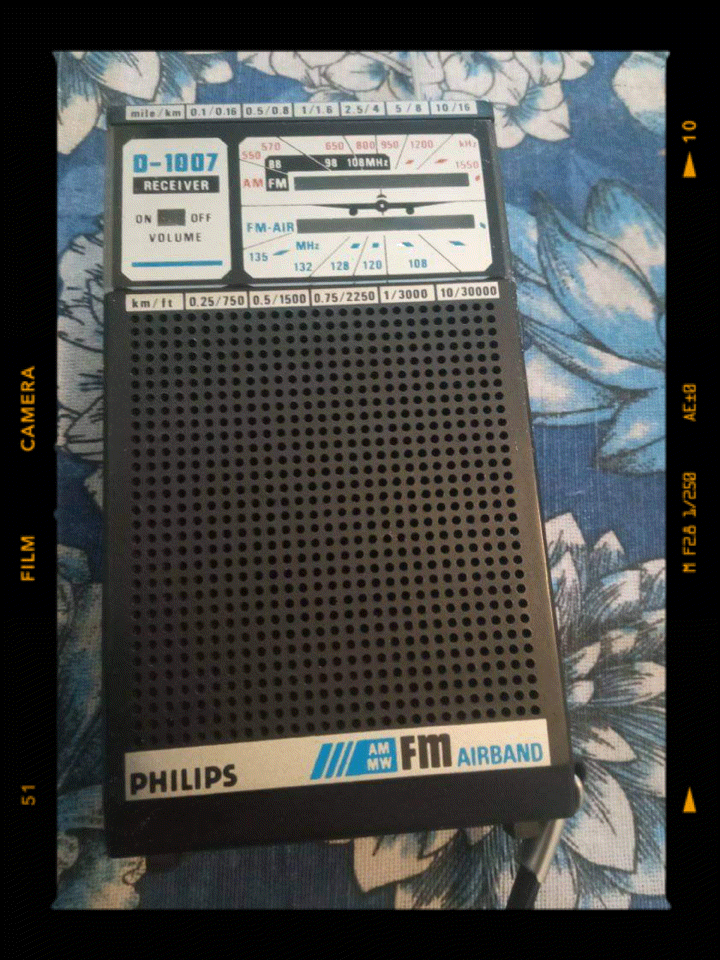 mile/km 0.1/0.16 0.5/0.8 1/1.6 2.5/4 5/8 10/16
D-1007
RECEIVER
ON OFF
VOLUME
550 570 650 800 950 1200 kHz
88 98 108MHz 1550
AM FM
FM-AIR
135 MHz
132 128 120 108
km/ft 0.25/750 0.5/1500 0.75/2250 1/3000 10/30000
PHILIPS
AM
MW
FM AIRBAND
51 FILM CAMERA
10
AE±0
M F2.8 1/250